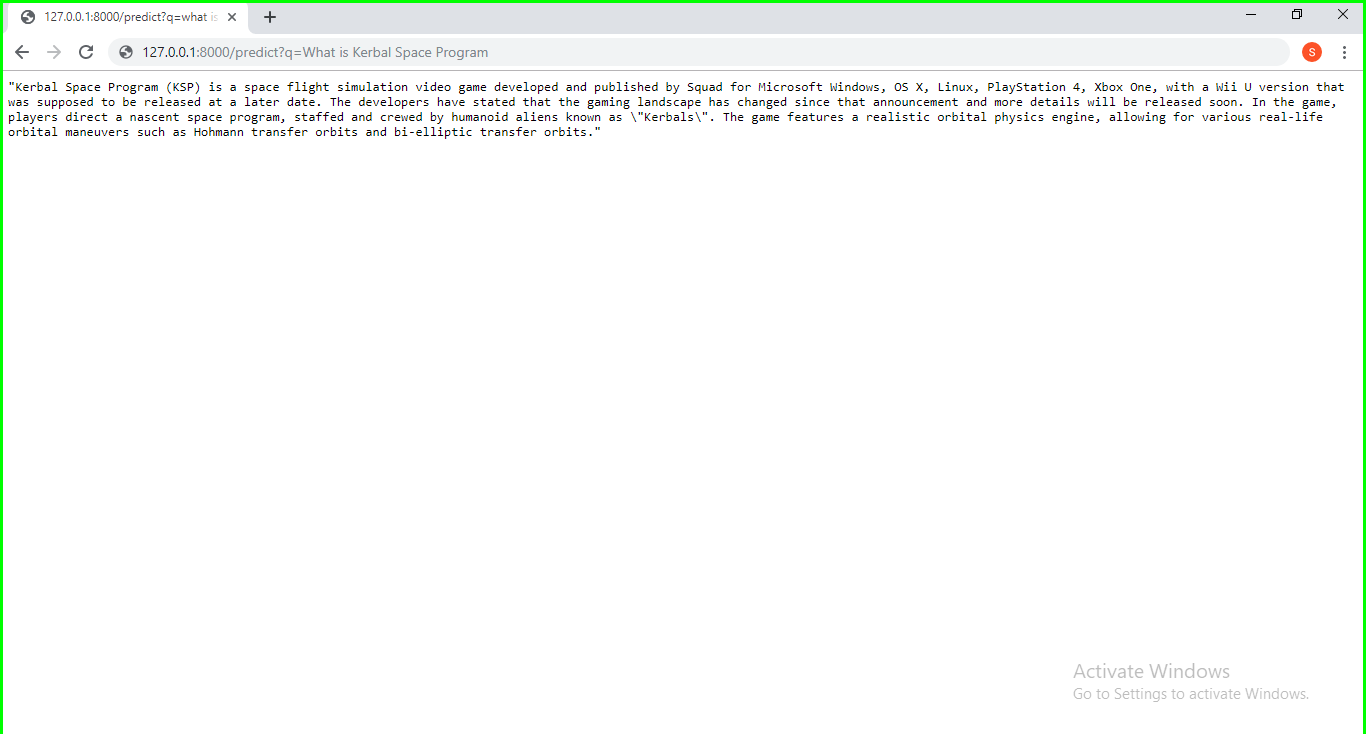 127.0.0.1:8000/predict?q=what is
127.0.0.1:8000/predict?q=What is Kerbal Space Program
S
"Kerbal Space Program (KSP) is a space flight simulation video game developed and published by Squad for Microsoft Windows, OS X, Linux, PlayStation 4, Xbox One, with a Wii U version that
was supposed to be released at a later date. The developers have stated that the gaming landscape has changed since that announcement and more details will be released soon. In the game,
players direct a nascent space program, staffed and crewed by humanoid aliens known as \"Kerbals\". The game features a realistic orbital physics engine, allowing for various real-life
orbital maneuvers such as Hohmann transfer orbits and bi-elliptic transfer orbits."
Activate Windows
Go to Settings to activate Windows.